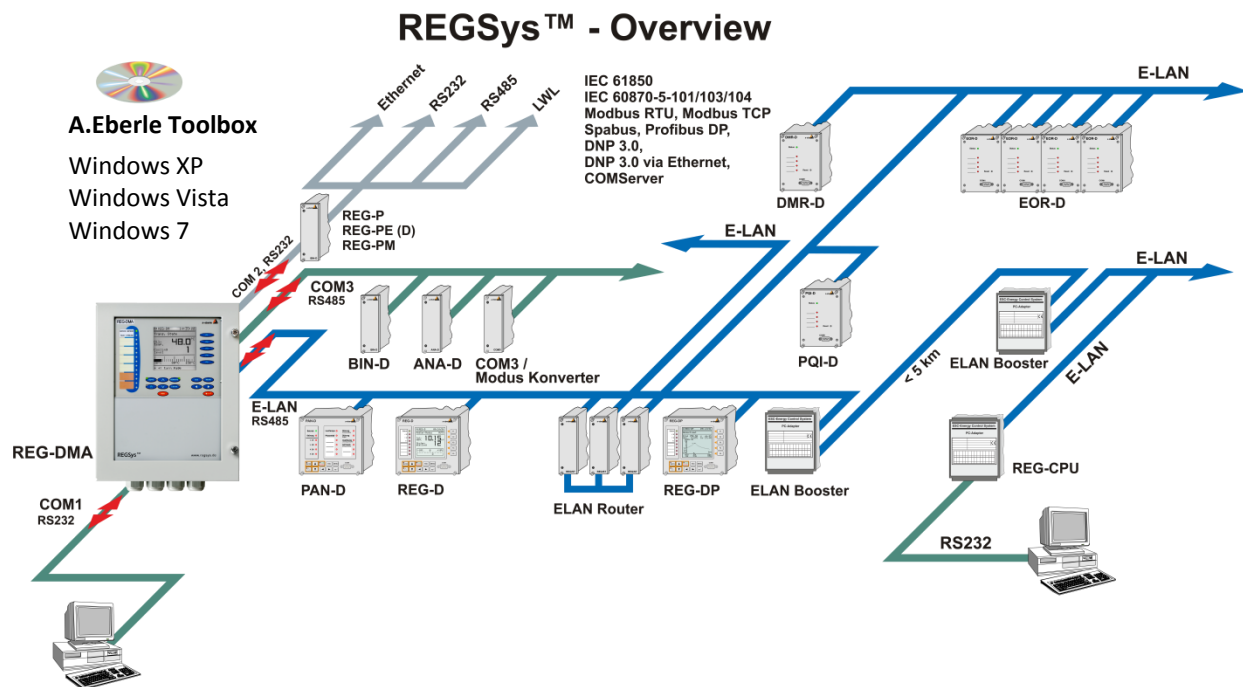 REGSys™ - Overview
A.Eberle Toolbox
Windows XP
Windows Vista
Windows 7
Ethernet
RS232
RS485
LWL
IEC 61850
IEC 60870-5-101/103/104
Modbus RTU, Modbus TCP
Spabus, Profibus DP,
DNP 3.0,
DNP 3.0 via Ethernet,
COMServer
E-LAN
DMR-D
EOR-D
REG-P
REG-PE (D)
REG-PM
COM 2, RS232
COM3
RS485
E-LAN
E-LAN
BIN-D
ANA-D
COM3 /
Modus Konverter
PQI-D
< 5 km
ELAN Booster
E-LAN
E-LAN
RS485
REG-DMA
PAN-D
REG-D
ELAN Router
REG-DP
ELAN Booster
REG-CPU
COM1
RS232
RS232